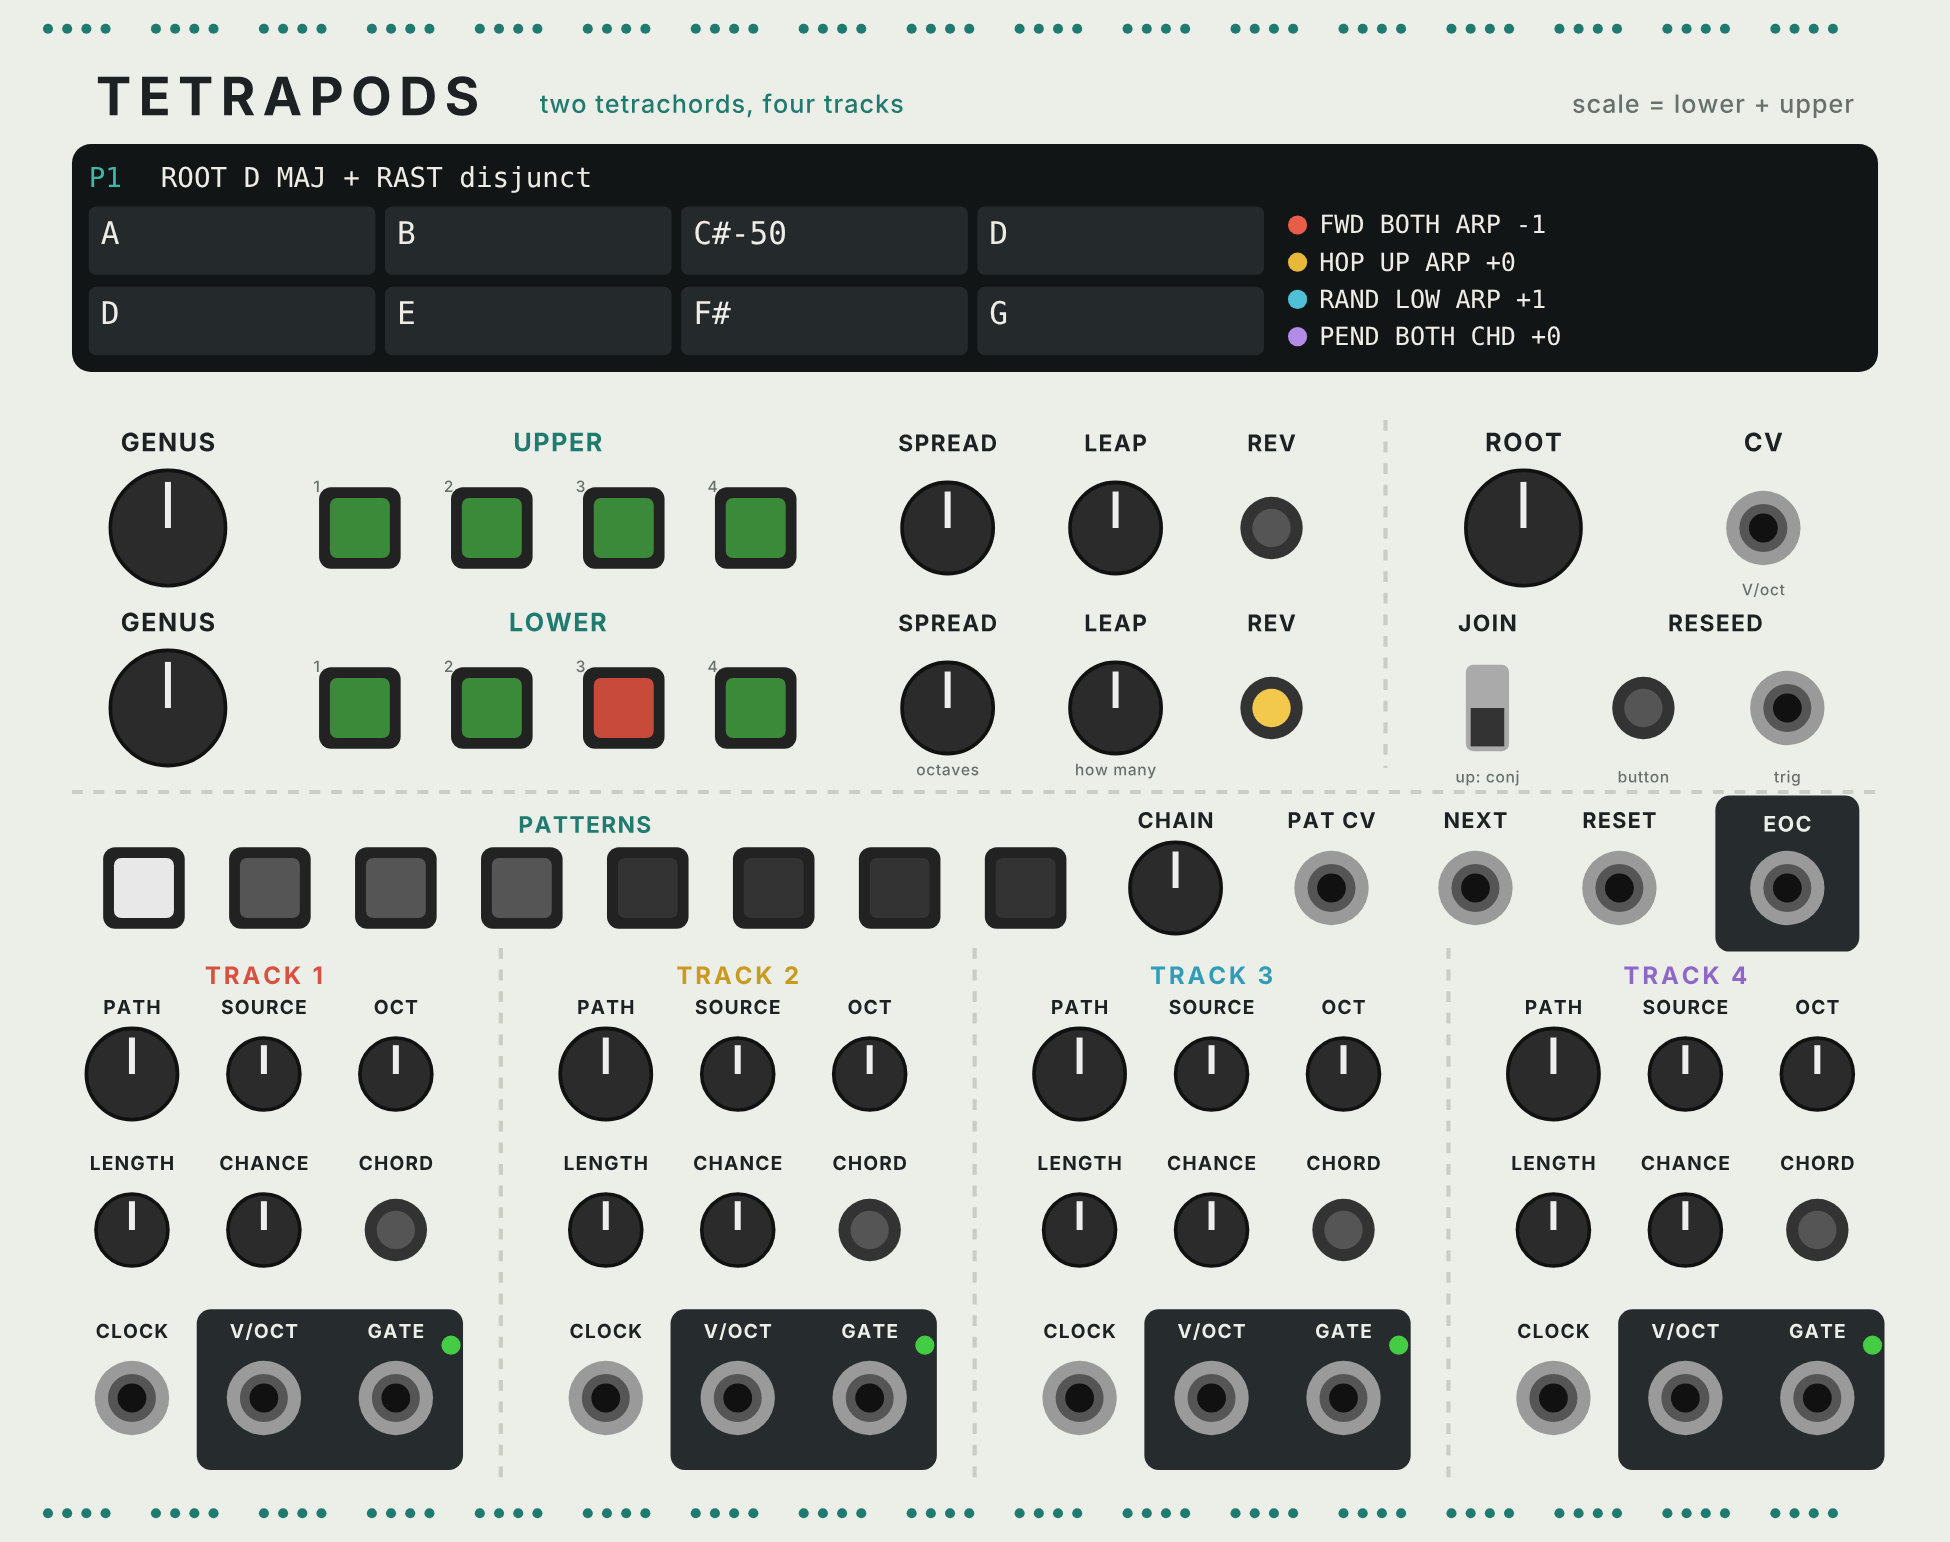 TETRAPODS two tetrachords, four tracks scale = lower + upper
P1 ROOT D MAJ + RAST disjunct
A B C#-50 D
D E F# G
FWD BOTH ARP -1
HOP UP ARP +0
RAND LOW ARP +1
PEND BOTH CHD +0
GENUS UPPER SPREAD LEAP REV ROOT CV
1 2 3 4
V/oct
GENUS LOWER SPREAD LEAP REV JOIN RESEED
1 2 3 4
octaves how many up: conj button trig
PATTERNS CHAIN PAT CV NEXT RESET EOC
TRACK 1 TRACK 2 TRACK 3 TRACK 4
PATH SOURCE OCT PATH SOURCE OCT PATH SOURCE OCT PATH SOURCE OCT
LENGTH CHANCE CHORD LENGTH CHANCE CHORD LENGTH CHANCE CHORD LENGTH CHANCE CHORD
CLOCK V/OCT GATE CLOCK V/OCT GATE CLOCK V/OCT GATE CLOCK V/OCT GATE